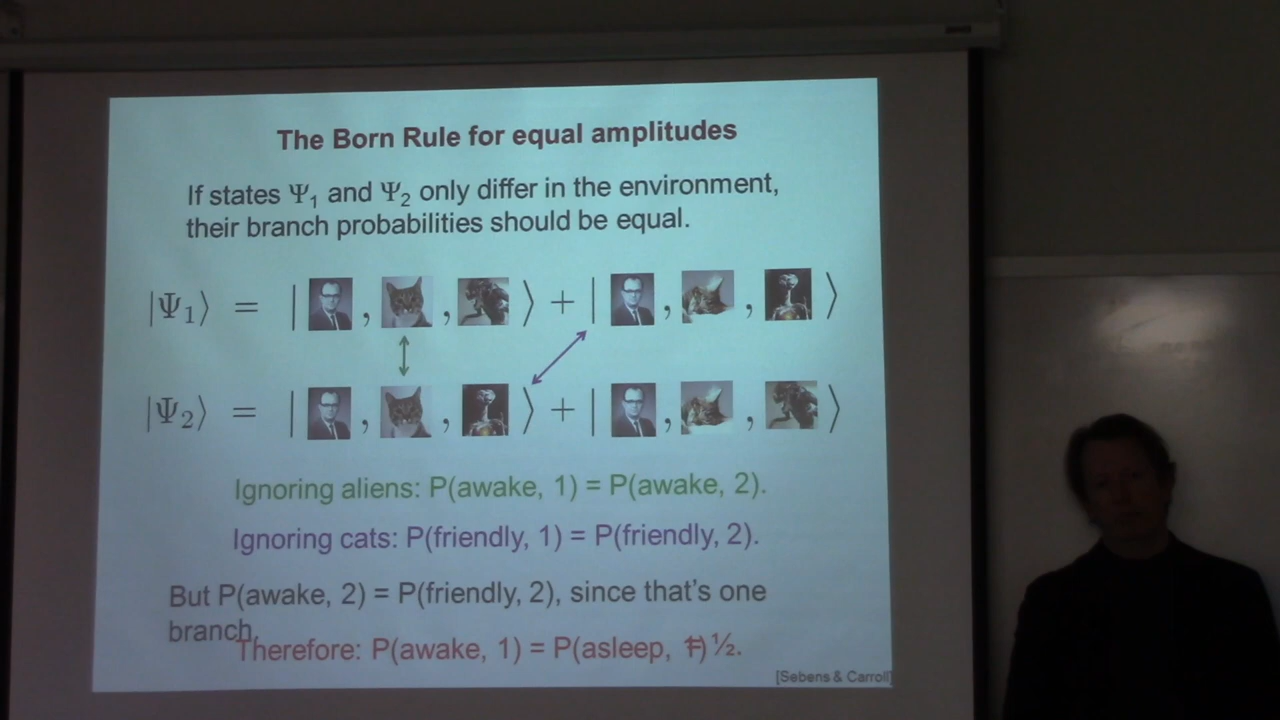 The Born Rule for equal amplitudes
If states Ψ₁ and Ψ₂ only differ in the environment,
their branch probabilities should be equal.
|Ψ₁⟩ = | , , ⟩ + | , , ⟩
|Ψ₂⟩ = | , , ⟩ + | , , ⟩
Ignoring aliens: P(awake, 1) = P(awake, 2).
Ignoring cats: P(friendly, 1) = P(friendly, 2).
But P(awake, 2) = P(friendly, 2), since that's one
branch.
Therefore: P(awake, 1) = P(asleep, ½.
[Sebens & Carroll]